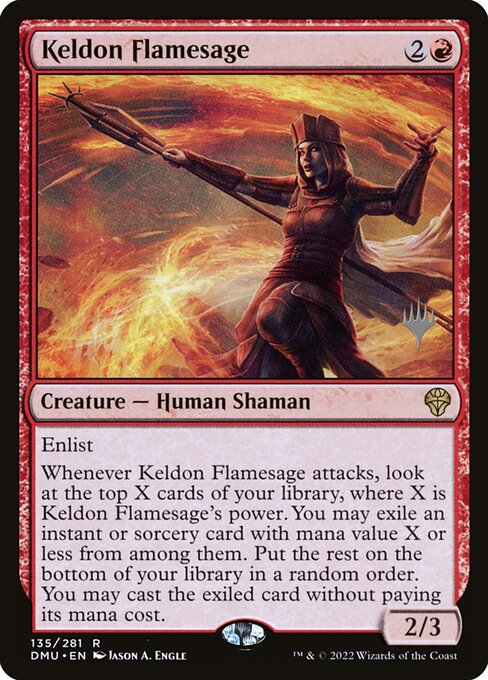 Keldon Flamesage 2
Creature — Human Shaman
Enlist
Whenever Keldon Flamesage attacks, look
at the top X cards of your library, where X is
Keldon Flamesage's power. You may exile an
instant or sorcery card with mana value X or
less from among them. Put the rest on the
bottom of your library in a random order.
You may cast the exiled card without paying
its mana cost.
2/3
135/281 R
DMU • EN Jason A. Engle ™ & © 2022 Wizards of the Coast